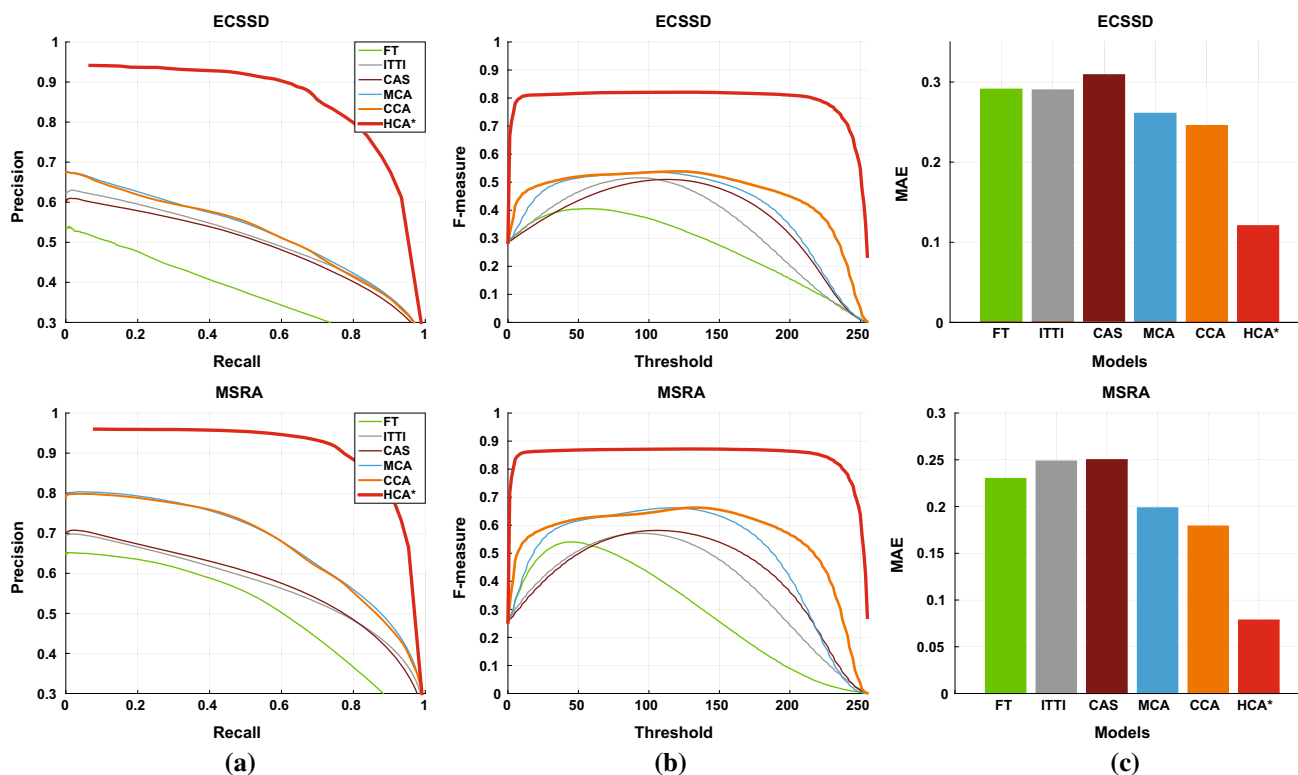 ECSSD
1
0.9
0.8
0.7
0.6
0.5
0.4
0.3
0 0.2 0.4 0.6 0.8 1
Precision
Recall
FT
ITTI
CAS
MCA
CCA
HCA*
ECSSD
1
0.9
0.8
0.7
0.6
0.5
0.4
0.3
0.2
0.1
0
0 50 100 150 200 250
F-measure
Threshold
ECSSD
0.3
0.2
0.1
0
MAE
FT ITTI CAS MCA CCA HCA*
Models
MSRA
1
0.9
0.8
0.7
0.6
0.5
0.4
0.3
0 0.2 0.4 0.6 0.8 1
Precision
Recall
FT
ITTI
CAS
MCA
CCA
HCA*
MSRA
1
0.9
0.8
0.7
0.6
0.5
0.4
0.3
0.2
0.1
0
0 50 100 150 200 250
F-measure
Threshold
MSRA
0.3
0.25
0.2
0.15
0.1
0.05
0
MAE
FT ITTI CAS MCA CCA HCA*
Models
(a) (b) (c)